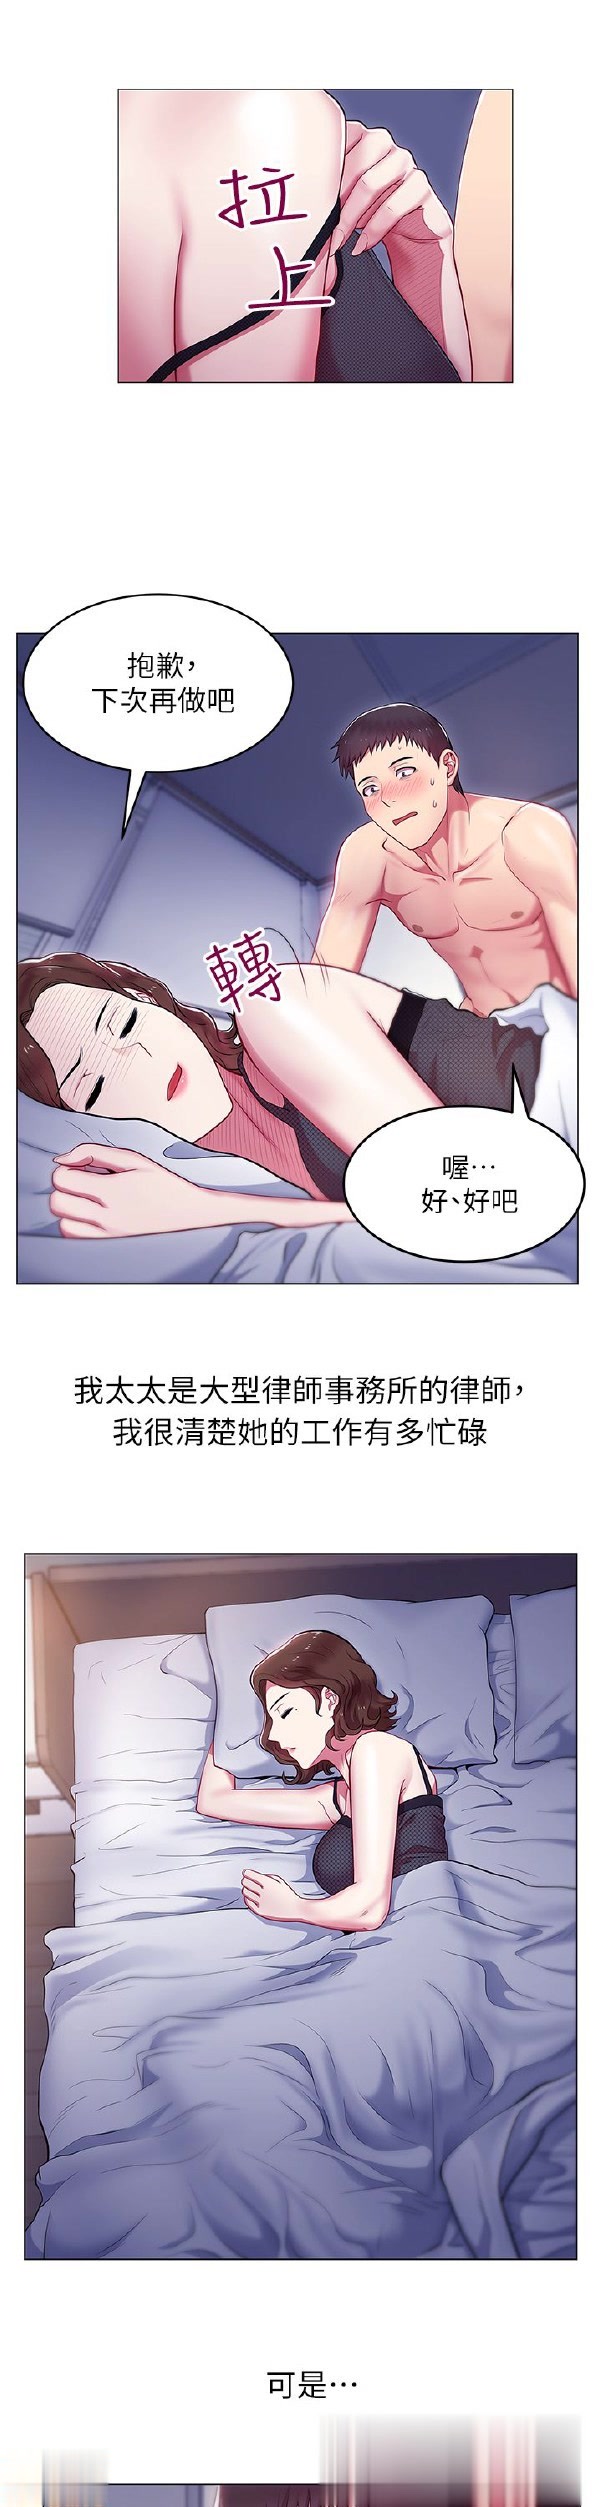 拉
上
抱歉，
下次再做吧
轉
喔…
好、好吧
我太太是大型律師事務所的律師，
我很清楚她的工作有多忙碌
可是…